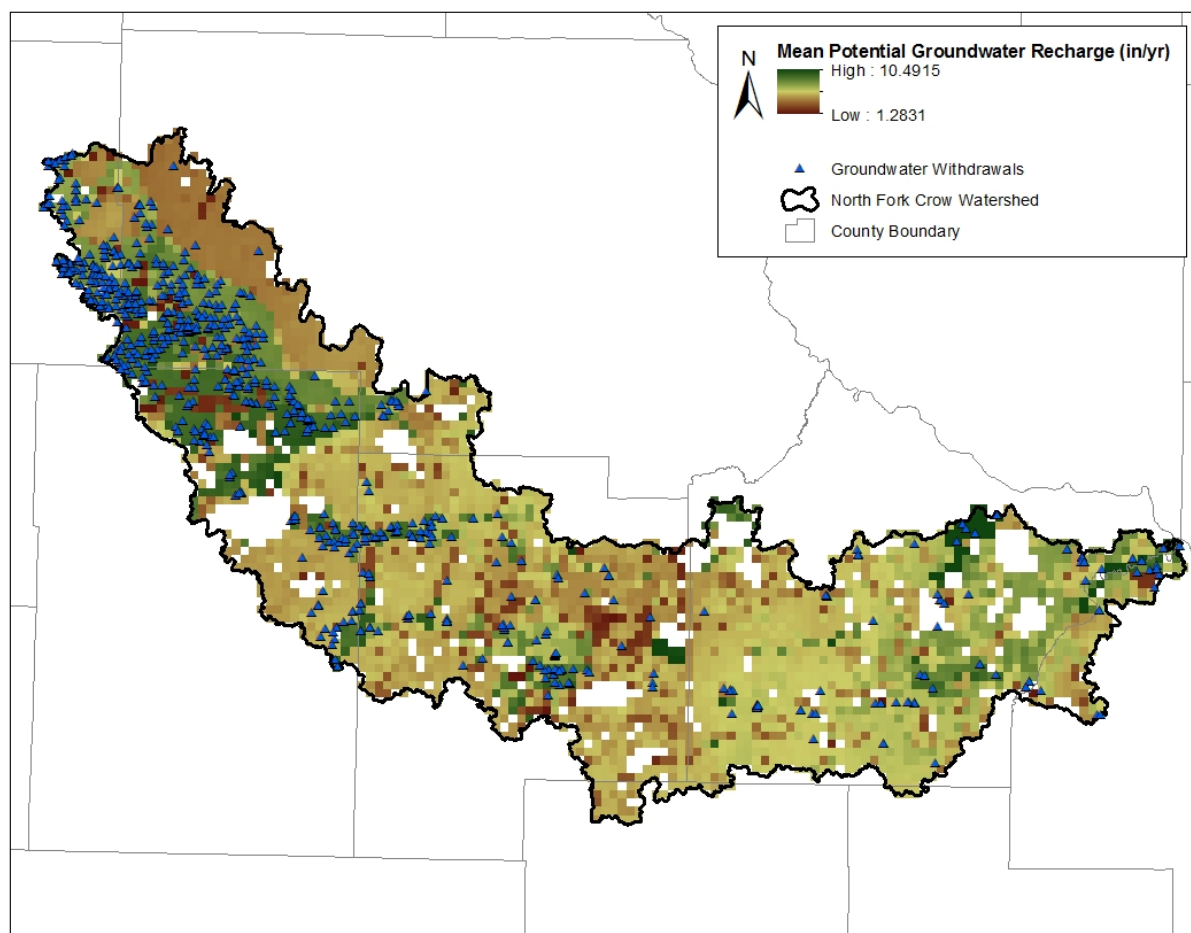 Mean Potential Groundwater Recharge (in/yr)
N
High : 10.4915
Low : 1.2831
Groundwater Withdrawals
North Fork Crow Watershed
County Boundary